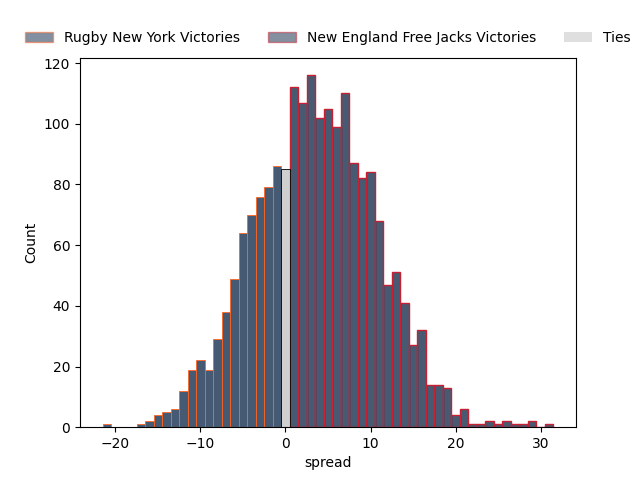 Rugby New York Victories
New England Free Jacks Victories
Ties
120
100
80
60
40
20
0
Count
−20
−10
0
10
20
30
spread